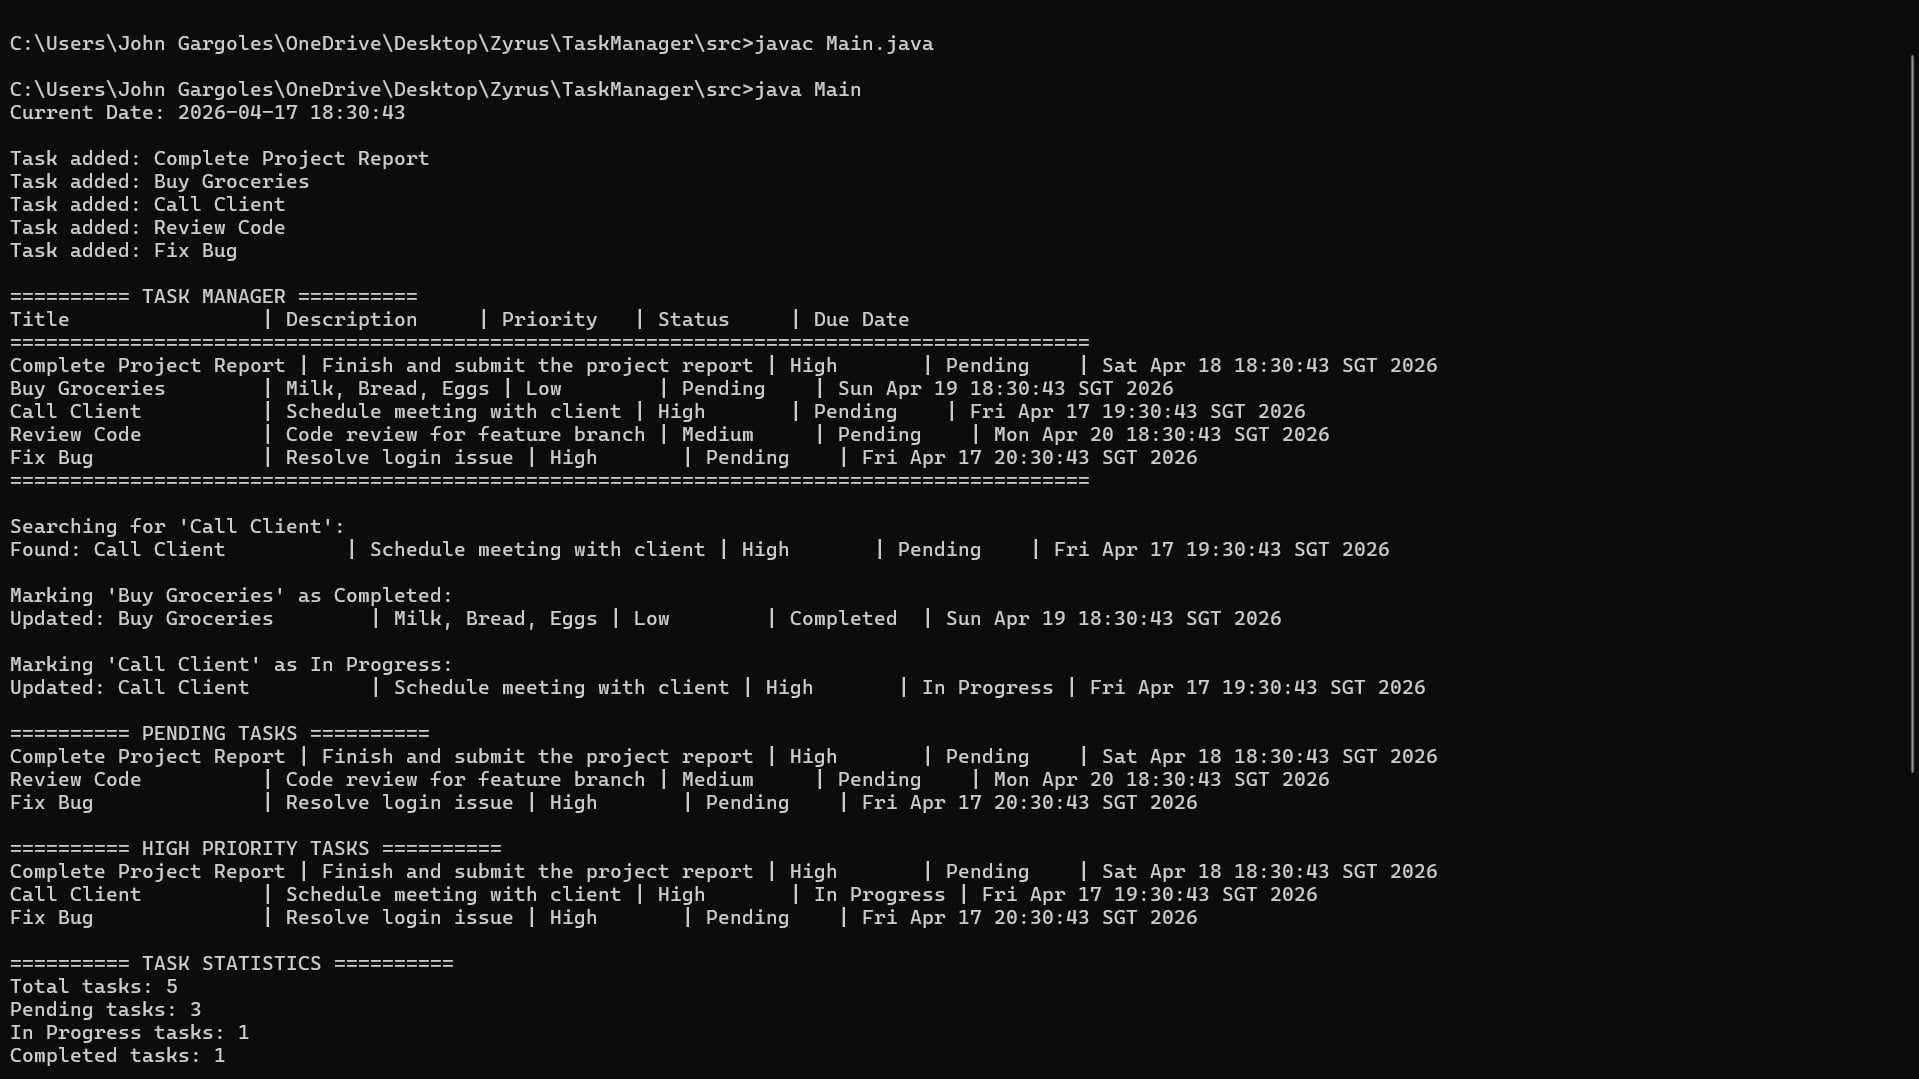 C:\Users\John Gargoles\OneDrive\Desktop\Zyrus\TaskManager\src>javac Main.java
C:\Users\John Gargoles\OneDrive\Desktop\Zyrus\TaskManager\src>java Main
Current Date: 2026-04-17 18:30:43
Task added: Complete Project Report
Task added: Buy Groceries
Task added: Call Client
Task added: Review Code
Task added: Fix Bug
========== TASK MANAGER ==========
Title                | Description     | Priority   | Status     | Due Date
==========================================================================================
Complete Project Report | Finish and submit the project report | High       | Pending    | Sat Apr 18 18:30:43 SGT 2026
Buy Groceries        | Milk, Bread, Eggs | Low        | Pending    | Sun Apr 19 18:30:43 SGT 2026
Call Client          | Schedule meeting with client | High       | Pending    | Fri Apr 17 19:30:43 SGT 2026
Review Code          | Code review for feature branch | Medium     | Pending    | Mon Apr 20 18:30:43 SGT 2026
Fix Bug              | Resolve login issue | High       | Pending    | Fri Apr 17 20:30:43 SGT 2026
==========================================================================================
Searching for 'Call Client':
Found: Call Client          | Schedule meeting with client | High       | Pending    | Fri Apr 17 19:30:43 SGT 2026
Marking 'Buy Groceries' as Completed:
Updated: Buy Groceries        | Milk, Bread, Eggs | Low        | Completed  | Sun Apr 19 18:30:43 SGT 2026
Marking 'Call Client' as In Progress:
Updated: Call Client          | Schedule meeting with client | High       | In Progress | Fri Apr 17 19:30:43 SGT 2026
========== PENDING TASKS ==========
Complete Project Report | Finish and submit the project report | High       | Pending    | Sat Apr 18 18:30:43 SGT 2026
Review Code          | Code review for feature branch | Medium     | Pending    | Mon Apr 20 18:30:43 SGT 2026
Fix Bug              | Resolve login issue | High       | Pending    | Fri Apr 17 20:30:43 SGT 2026
========== HIGH PRIORITY TASKS ==========
Complete Project Report | Finish and submit the project report | High       | Pending    | Sat Apr 18 18:30:43 SGT 2026
Call Client          | Schedule meeting with client | High       | In Progress | Fri Apr 17 19:30:43 SGT 2026
Fix Bug              | Resolve login issue | High       | Pending    | Fri Apr 17 20:30:43 SGT 2026
========== TASK STATISTICS ==========
Total tasks: 5
Pending tasks: 3
In Progress tasks: 1
Completed tasks: 1